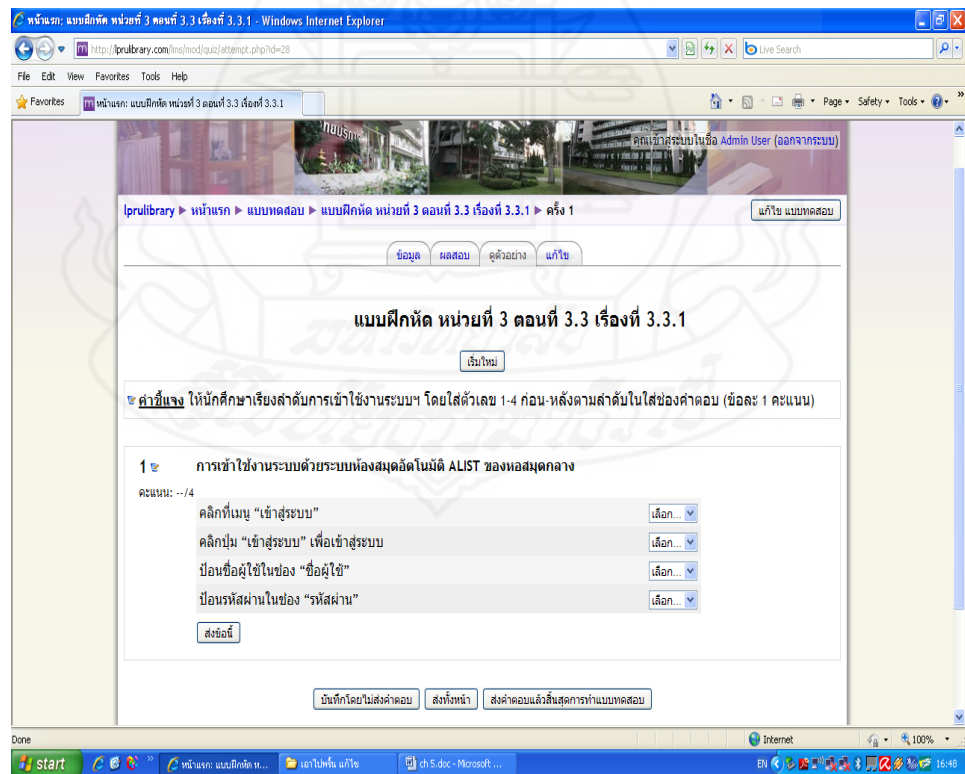 หน้าแรก: แบบฝึกหัด หน่วยที่ 3 ตอนที่ 3.3 เรื่องที่ 3.3.1 - Windows Internet Explorer
http://lprulibrary.com/lms/mod/quiz/attempt.php?id=28
Live Search
File Edit View Favorites Tools Help
Favorites
หน้าแรก: แบบฝึกหัด หน่วยที่ 3 ตอนที่ 3.3 เรื่องที่ 3.3.1
Page Safety Tools
คุณเข้าสู่ระบบในชื่อ Admin User (ออกจากระบบ)
lprulibrary ► หน้าแรก ► แบบทดสอบ ► แบบฝึกหัด หน่วยที่ 3 ตอนที่ 3.3 เรื่องที่ 3.3.1 ► ครั้ง 1
แก้ไข แบบทดสอบ
ข้อมูล ผลสอบ ดูตัวอย่าง แก้ไข
แบบฝึกหัด หน่วยที่ 3 ตอนที่ 3.3 เรื่องที่ 3.3.1
เริ่มใหม่
คำชี้แจง ให้นักศึกษาเรียงลำดับการเข้าใช้งานระบบฯ โดยใส่ตัวเลข 1-4 ก่อน-หลังตามลำดับในใส่ช่องคำตอบ (ข้อละ 1 คะแนน)
1 การเข้าใช้งานระบบด้วยระบบห้องสมุดอัตโนมัติ ALIST ของหอสมุดกลาง
คะแนน: --/4
คลิกที่เมนู “เข้าสู่ระบบ” เลือก...
คลิกปุ่ม “เข้าสู่ระบบ” เพื่อเข้าสู่ระบบ เลือก...
ป้อนชื่อผู้ใช้ในช่อง “ชื่อผู้ใช้” เลือก...
ป้อนรหัสผ่านในช่อง “รหัสผ่าน” เลือก...
ส่งข้อนี้
บันทึกโดยไม่ส่งคำตอบ ส่งทั้งหน้า ส่งคำตอบแล้วสิ้นสุดการทำแบบทดสอบ
Done Internet 100%
start หน้าแรก: แบบฝึกหัด ห... เอาไปพริ้น แก้ไข ch 5.doc - Microsoft ... EN 16:48